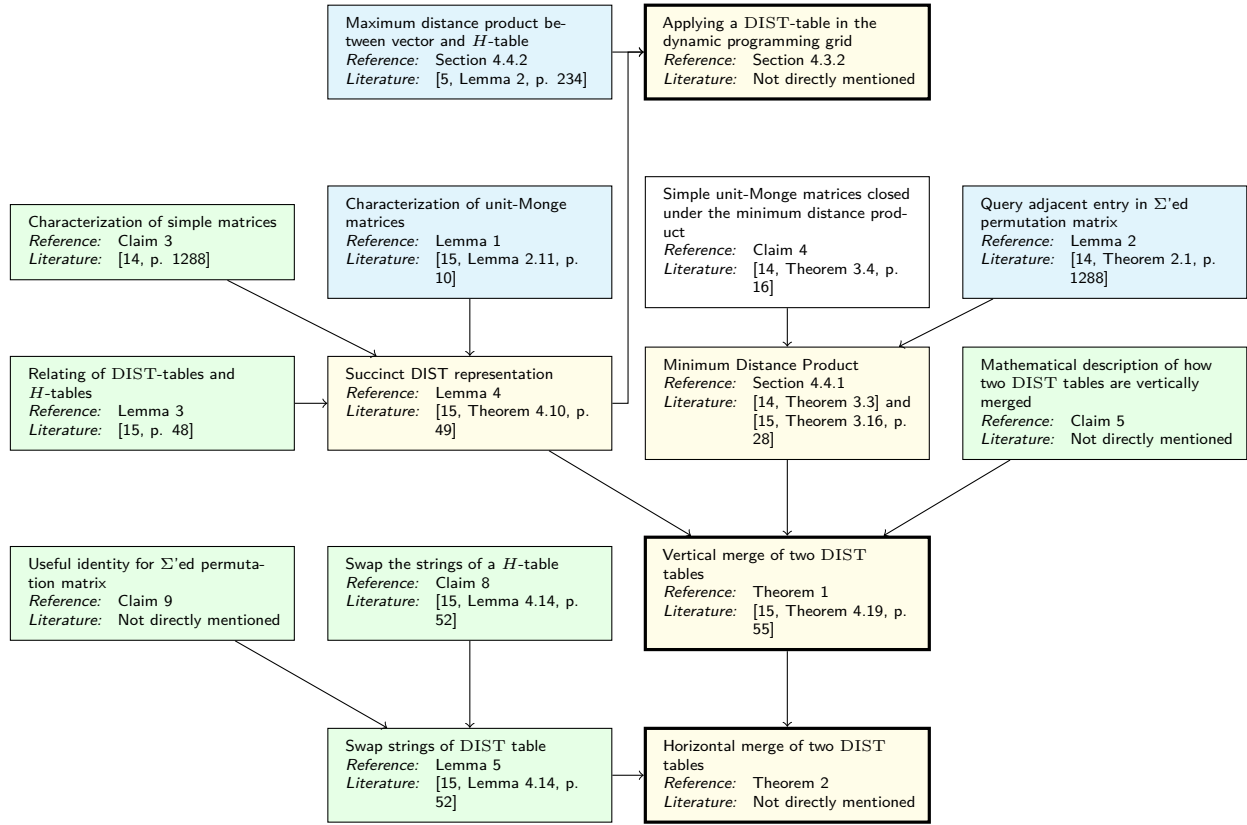 Maximum distance product be-
tween vector and H-table
Reference: Section 4.4.2
Literature: [5, Lemma 2, p. 234]
Applying a DIST-table in the
dynamic programming grid
Reference: Section 4.3.2
Literature: Not directly mentioned
Characterization of simple matrices
Reference: Claim 3
Literature: [14, p. 1288]
Characterization of unit-Monge
matrices
Reference: Lemma 1
Literature: [15, Lemma 2.11, p.
10]
Simple unit-Monge matrices closed
under the minimum distance prod-
uct
Reference: Claim 4
Literature: [14, Theorem 3.4, p.
16]
Query adjacent entry in Σ'ed
permutation matrix
Reference: Lemma 2
Literature: [14, Theorem 2.1, p.
1288]
Relating of DIST-tables and
H-tables
Reference: Lemma 3
Literature: [15, p. 48]
Succinct DIST representation
Reference: Lemma 4
Literature: [15, Theorem 4.10, p.
49]
Minimum Distance Product
Reference: Section 4.4.1
Literature: [14, Theorem 3.3] and
[15, Theorem 3.16, p.
28]
Mathematical description of how
two DIST tables are vertically
merged
Reference: Claim 5
Literature: Not directly mentioned
Useful identity for Σ'ed permuta-
tion matrix
Reference: Claim 9
Literature: Not directly mentioned
Swap the strings of a H-table
Reference: Claim 8
Literature: [15, Lemma 4.14, p.
52]
Vertical merge of two DIST
tables
Reference: Theorem 1
Literature: [15, Theorem 4.19, p.
55]
Swap strings of DIST table
Reference: Lemma 5
Literature: [15, Lemma 4.14, p.
52]
Horizontal merge of two DIST
tables
Reference: Theorem 2
Literature: Not directly mentioned